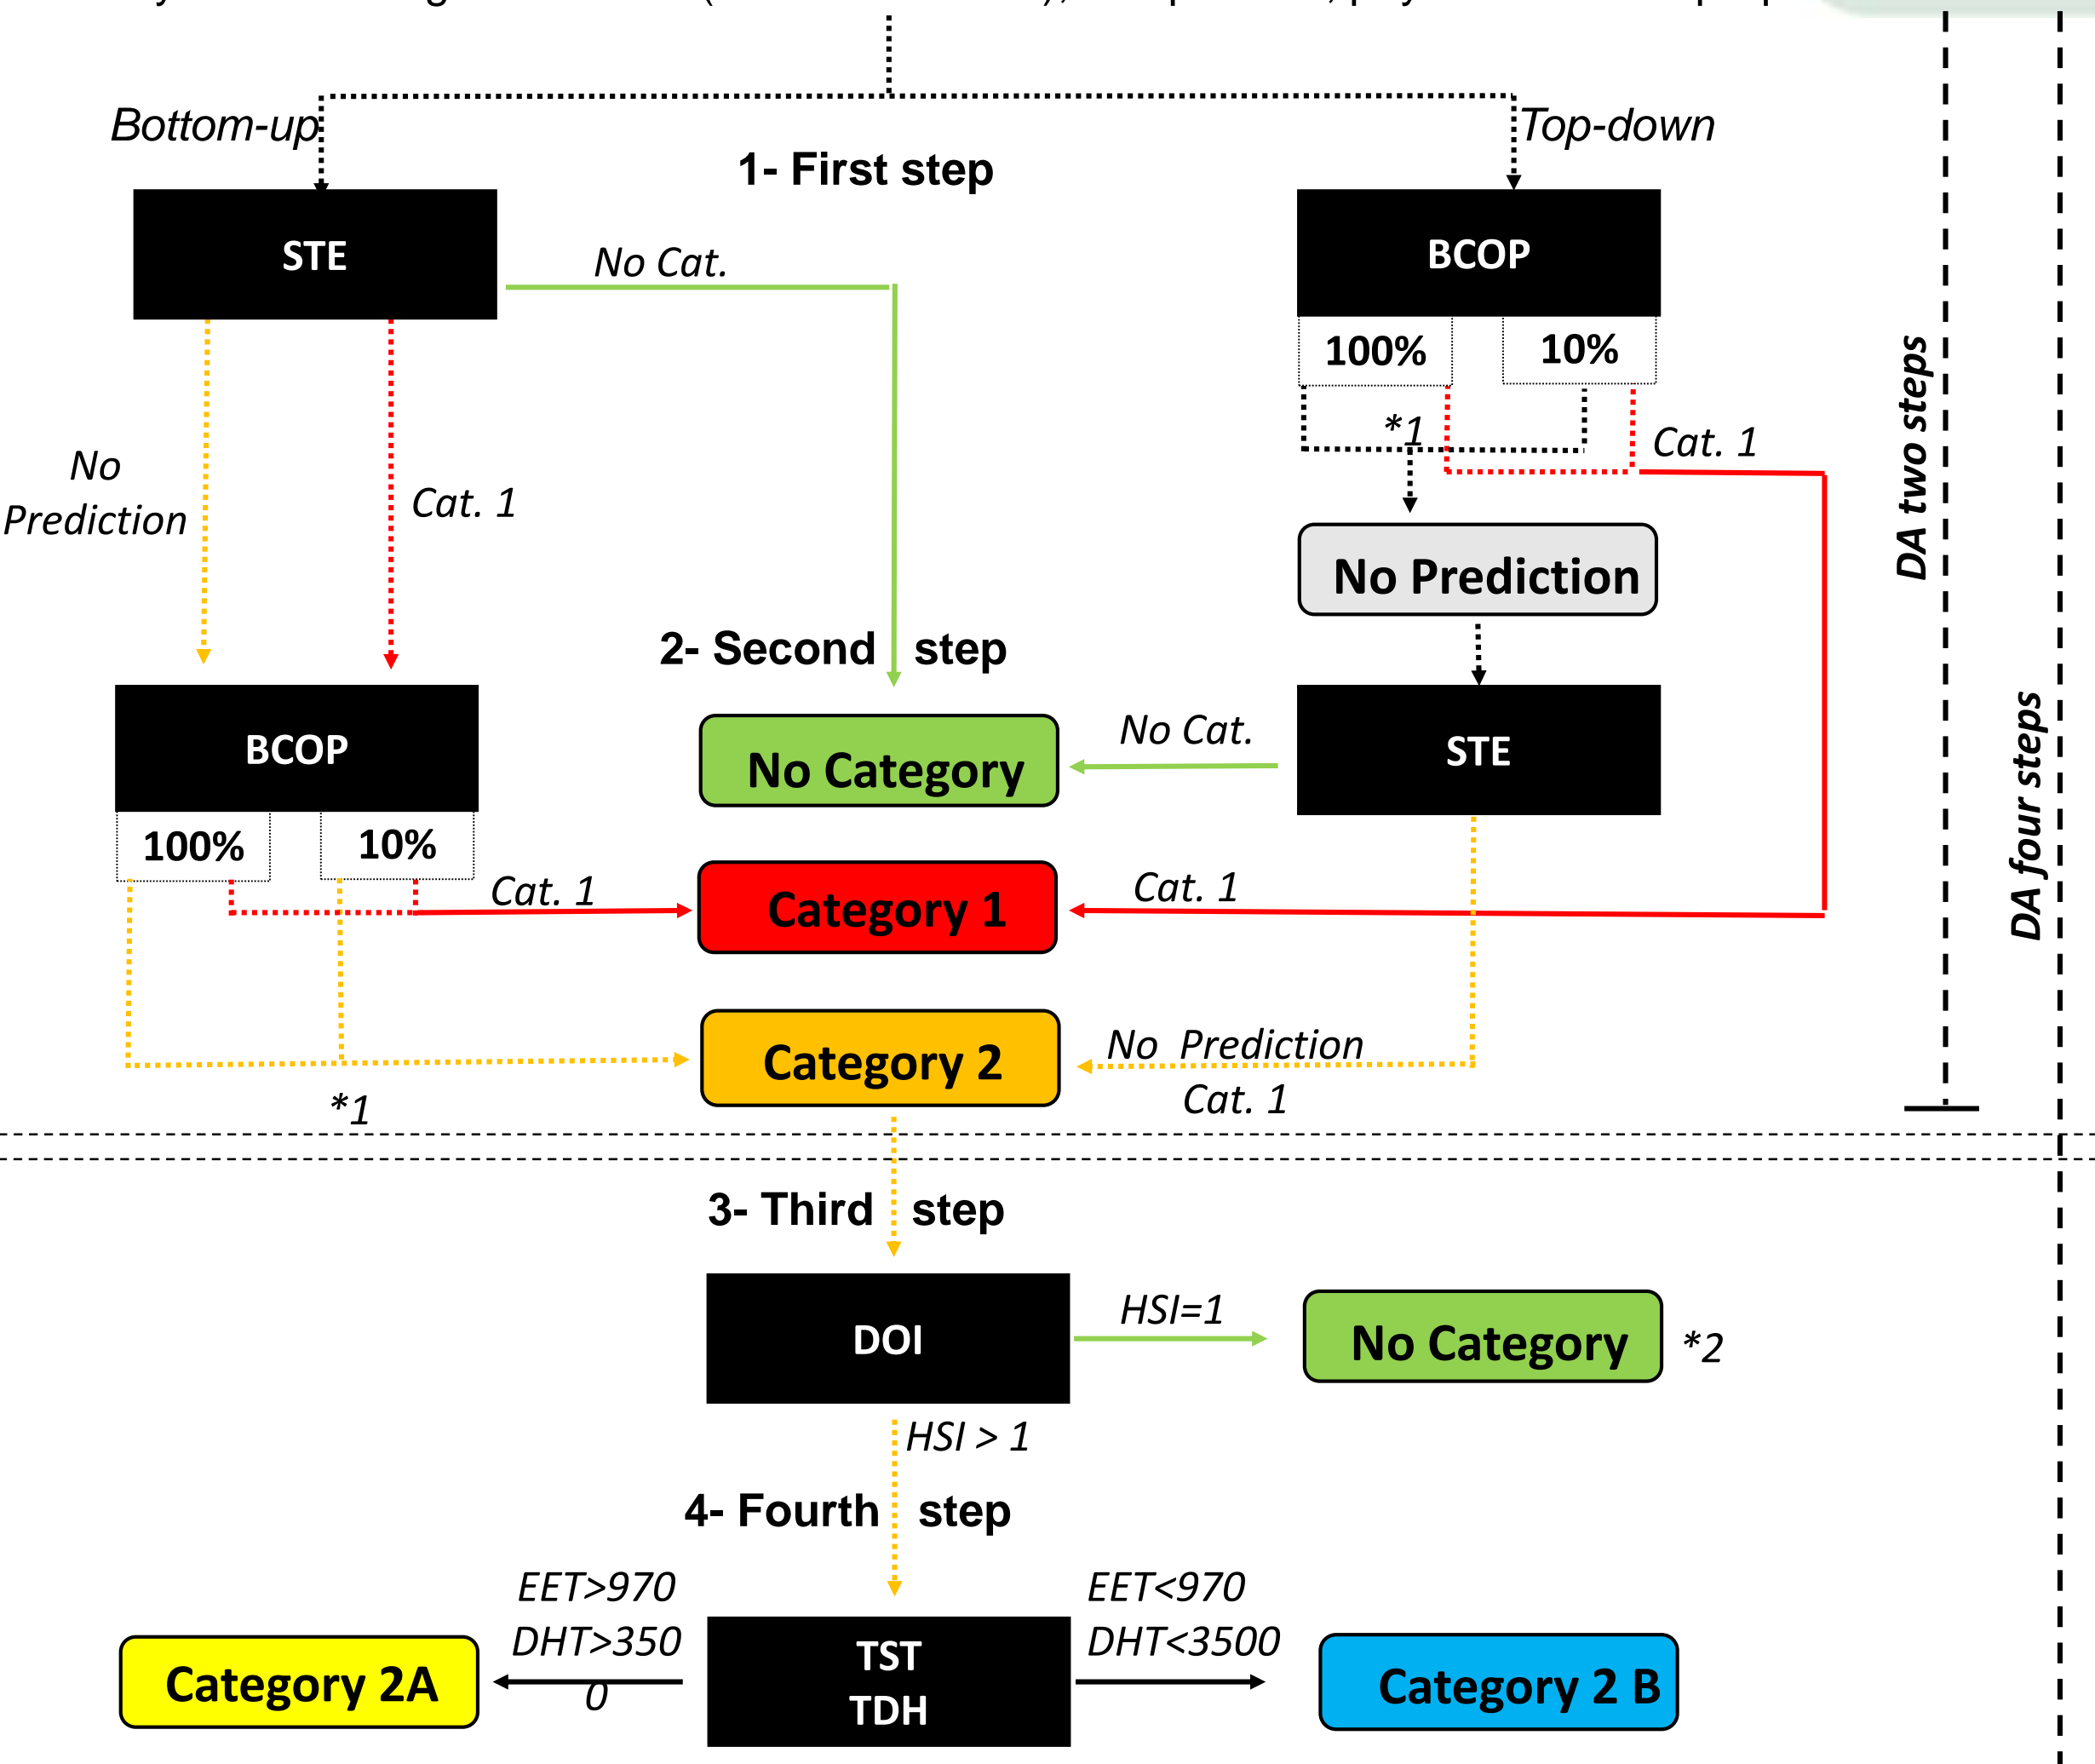 Bottom-up
Top-down
1- First step
STE
No Cat.
BCOP
100%
10%
*1
Cat. 1
No
Prediction
Cat. 1
No Prediction
DA two steps
DA four steps
2- Second step
BCOP
No Category
No Cat.
STE
100%
10%
Cat. 1
Category 1
Cat. 1
Category 2
No Prediction
Cat. 1
*1
3- Third step
DOI
HSI=1
No Category
*2
HSI > 1
4- Fourth step
EET>970
DHT>350
0
EET<970
DHT<3500
TST
TDH
Category 2A
Category 2 B